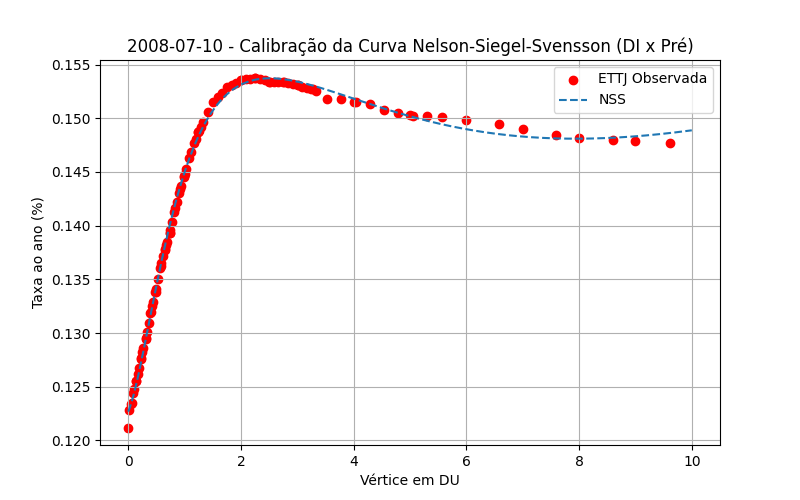 2008-07-10 - Calibração da Curva Nelson-Siegel-Svensson (DI x Pré)
ETTJ Observada
NSS
Taxa ao ano (%)
0.155
0.150
0.145
0.140
0.135
0.130
0.125
0.120
0 2 4 6 8 10
Vértice em DU